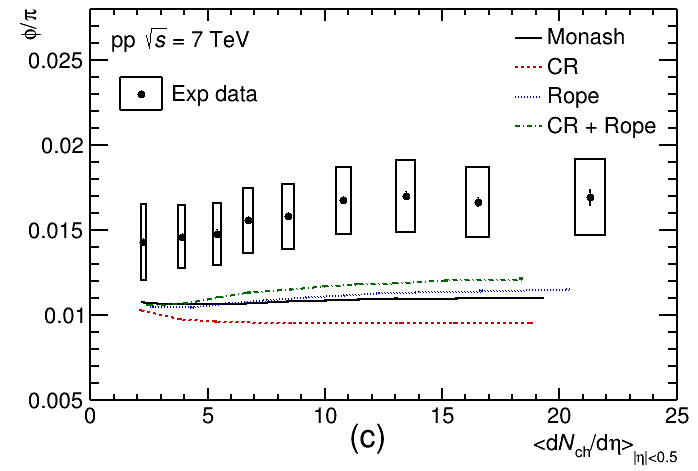 ϕ/π
pp √s = 7 TeV
Exp data
Monash
CR
Rope
CR + Rope
0.025
0.02
0.015
0.01
0.005
0 5 10 15 20 25
(c)
<dN_ch/dη>_|η|<0.5